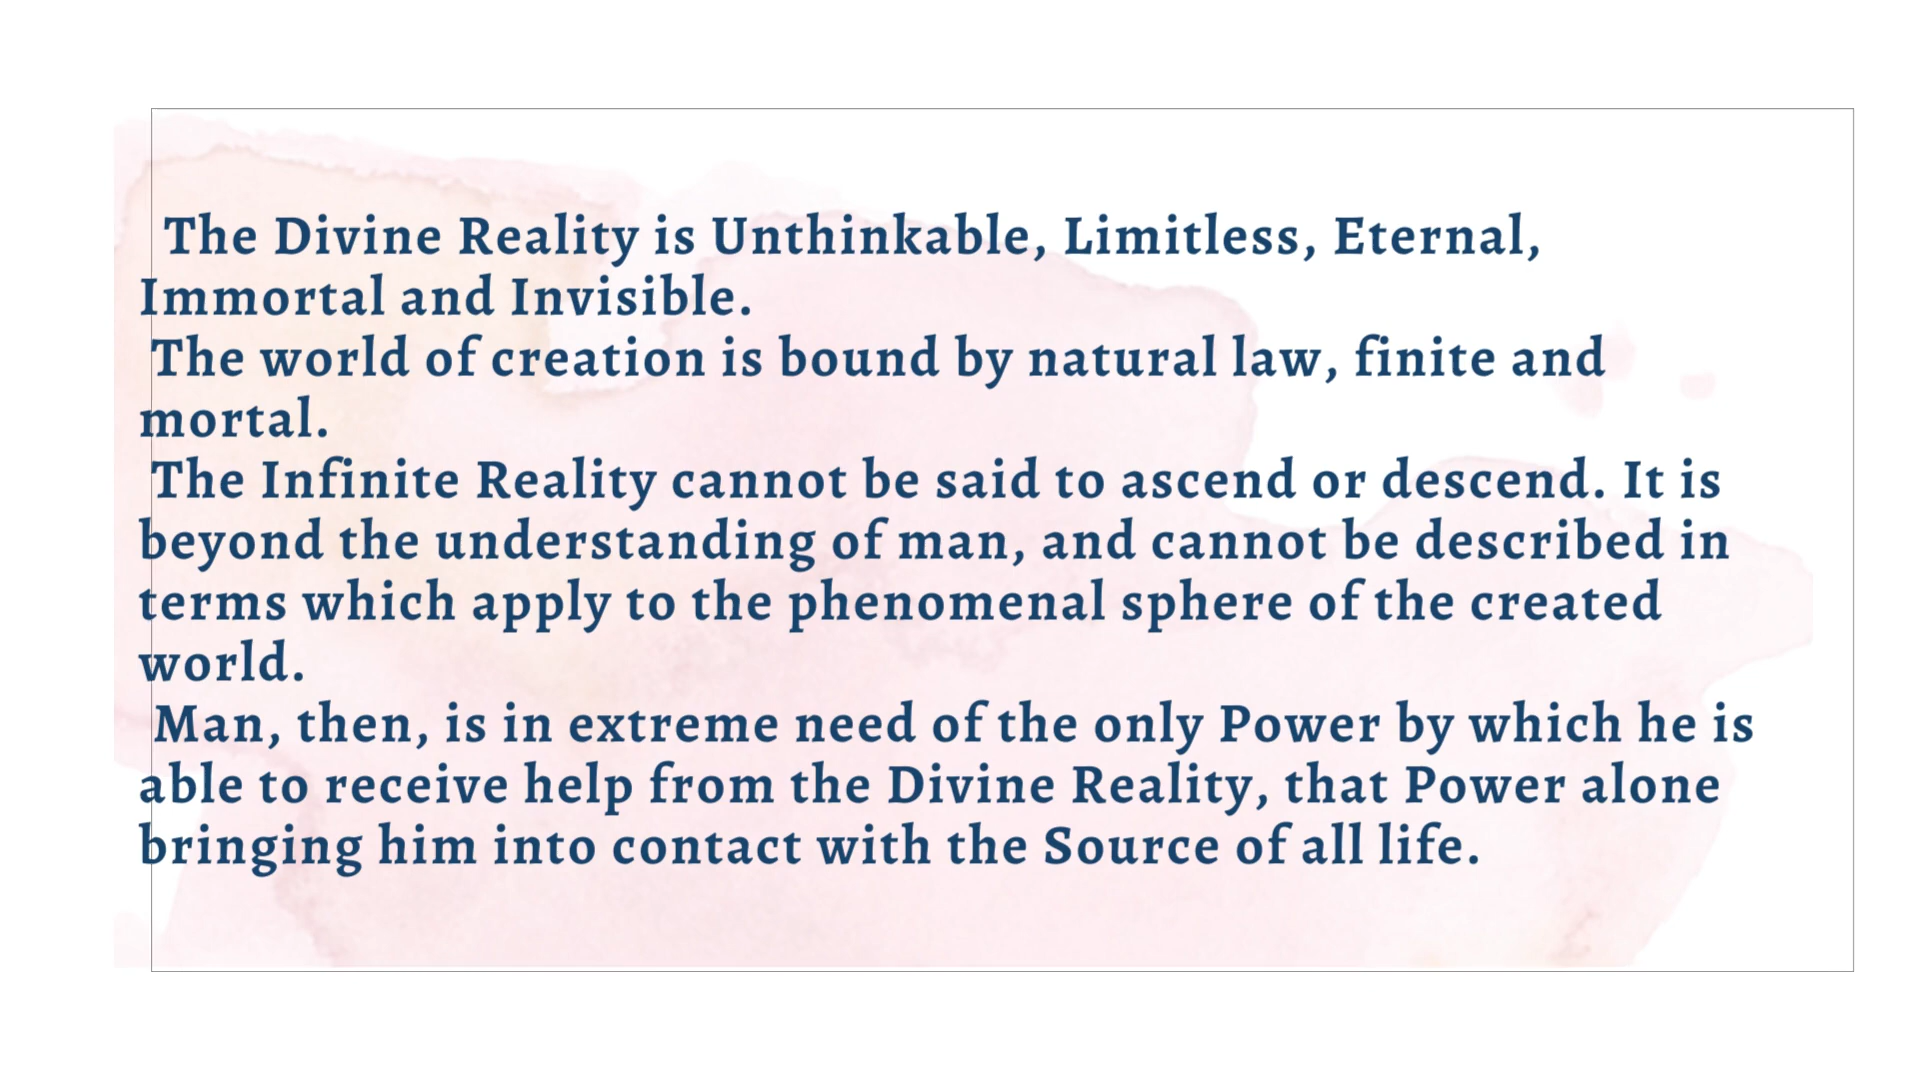 The Divine Reality is Unthinkable, Limitless, Eternal,
Immortal and Invisible.
The world of creation is bound by natural law, finite and
mortal.
The Infinite Reality cannot be said to ascend or descend. It is
beyond the understanding of man, and cannot be described in
terms which apply to the phenomenal sphere of the created
world.
Man, then, is in extreme need of the only Power by which he is
able to receive help from the Divine Reality, that Power alone
bringing him into contact with the Source of all life.